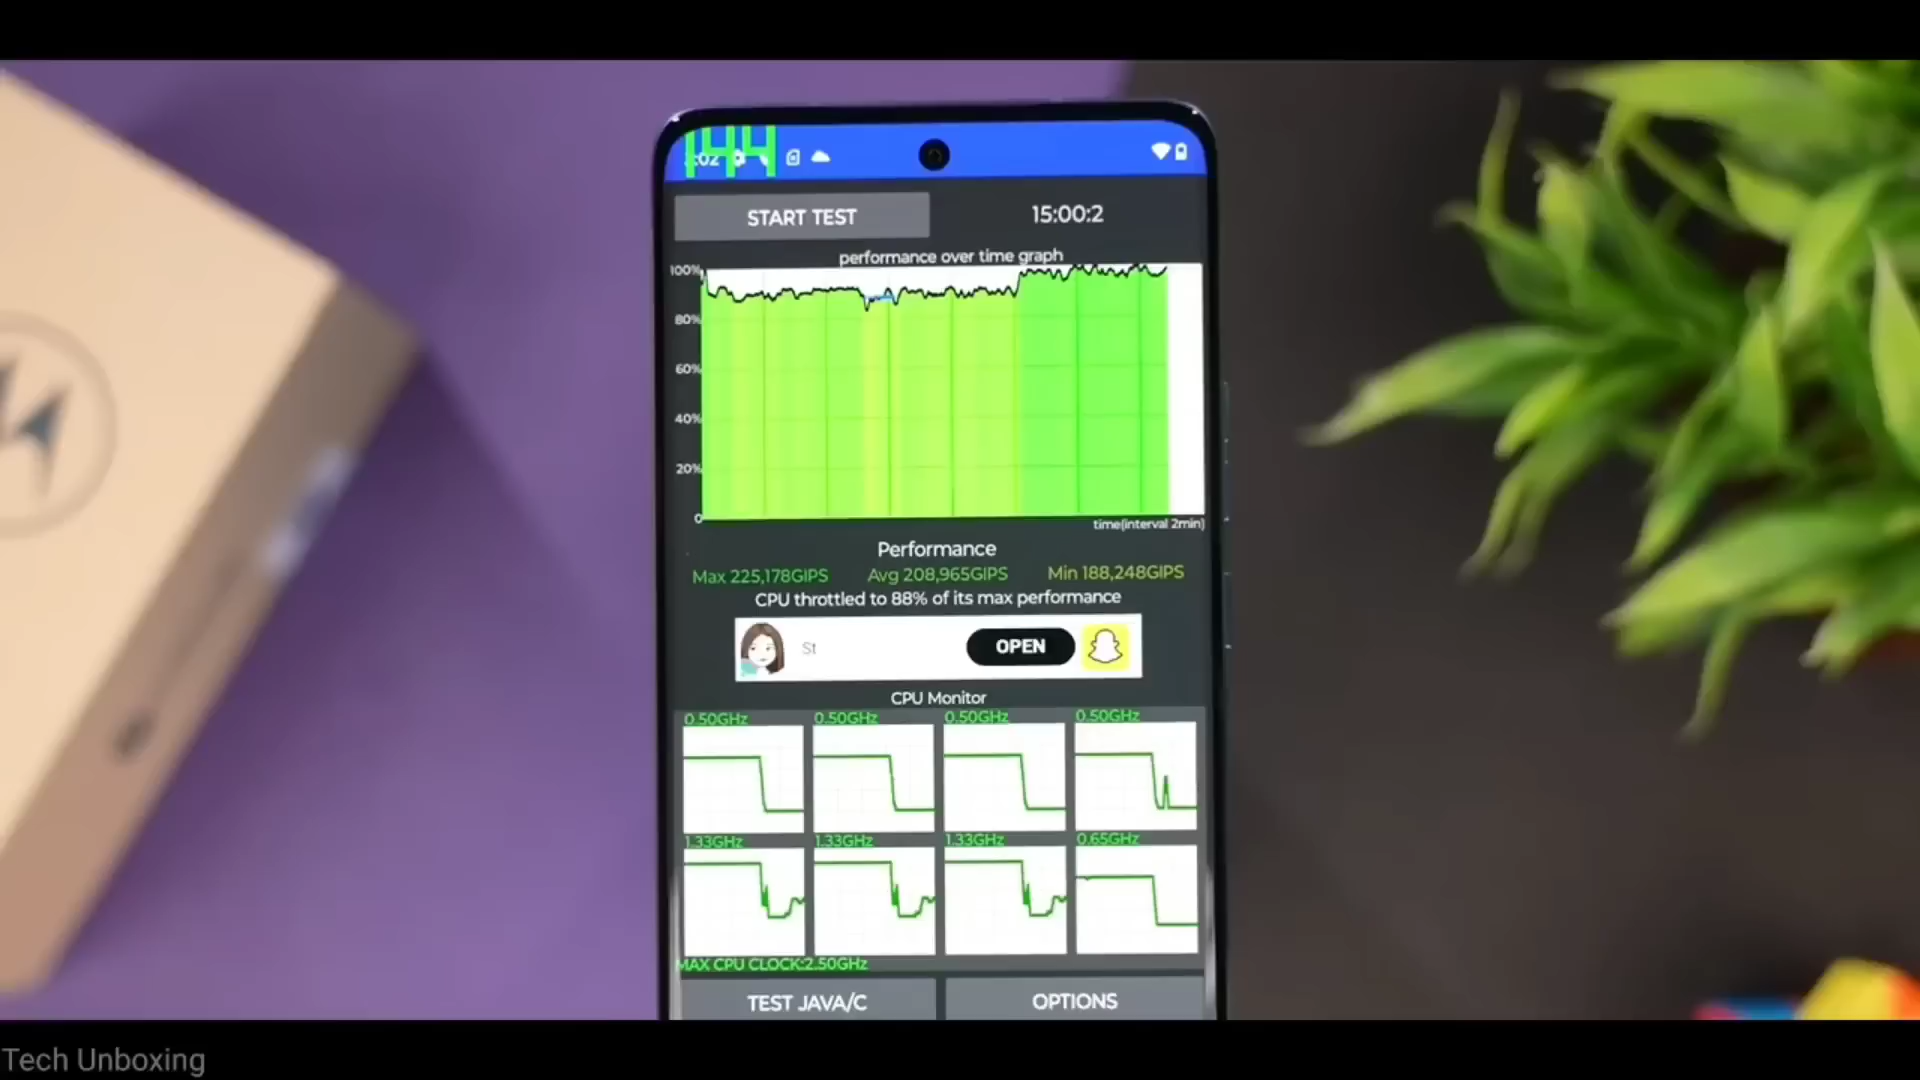 144
:02
START TEST
15:00:2
performance over time graph
100%
80%
60%
40%
20%
0
time(interval 2min)
Performance
Max 225,178GIPS
Avg 208,965GIPS
Min 188,248GIPS
CPU throttled to 88% of its max performance
St
OPEN
CPU Monitor
0.50GHz
0.50GHz
0.50GHz
0.50GHz
1.33GHz
1.33GHz
1.33GHz
0.65GHz
MAX CPU CLOCK:2.50GHz
TEST JAVA/C
OPTIONS
Tech Unboxing